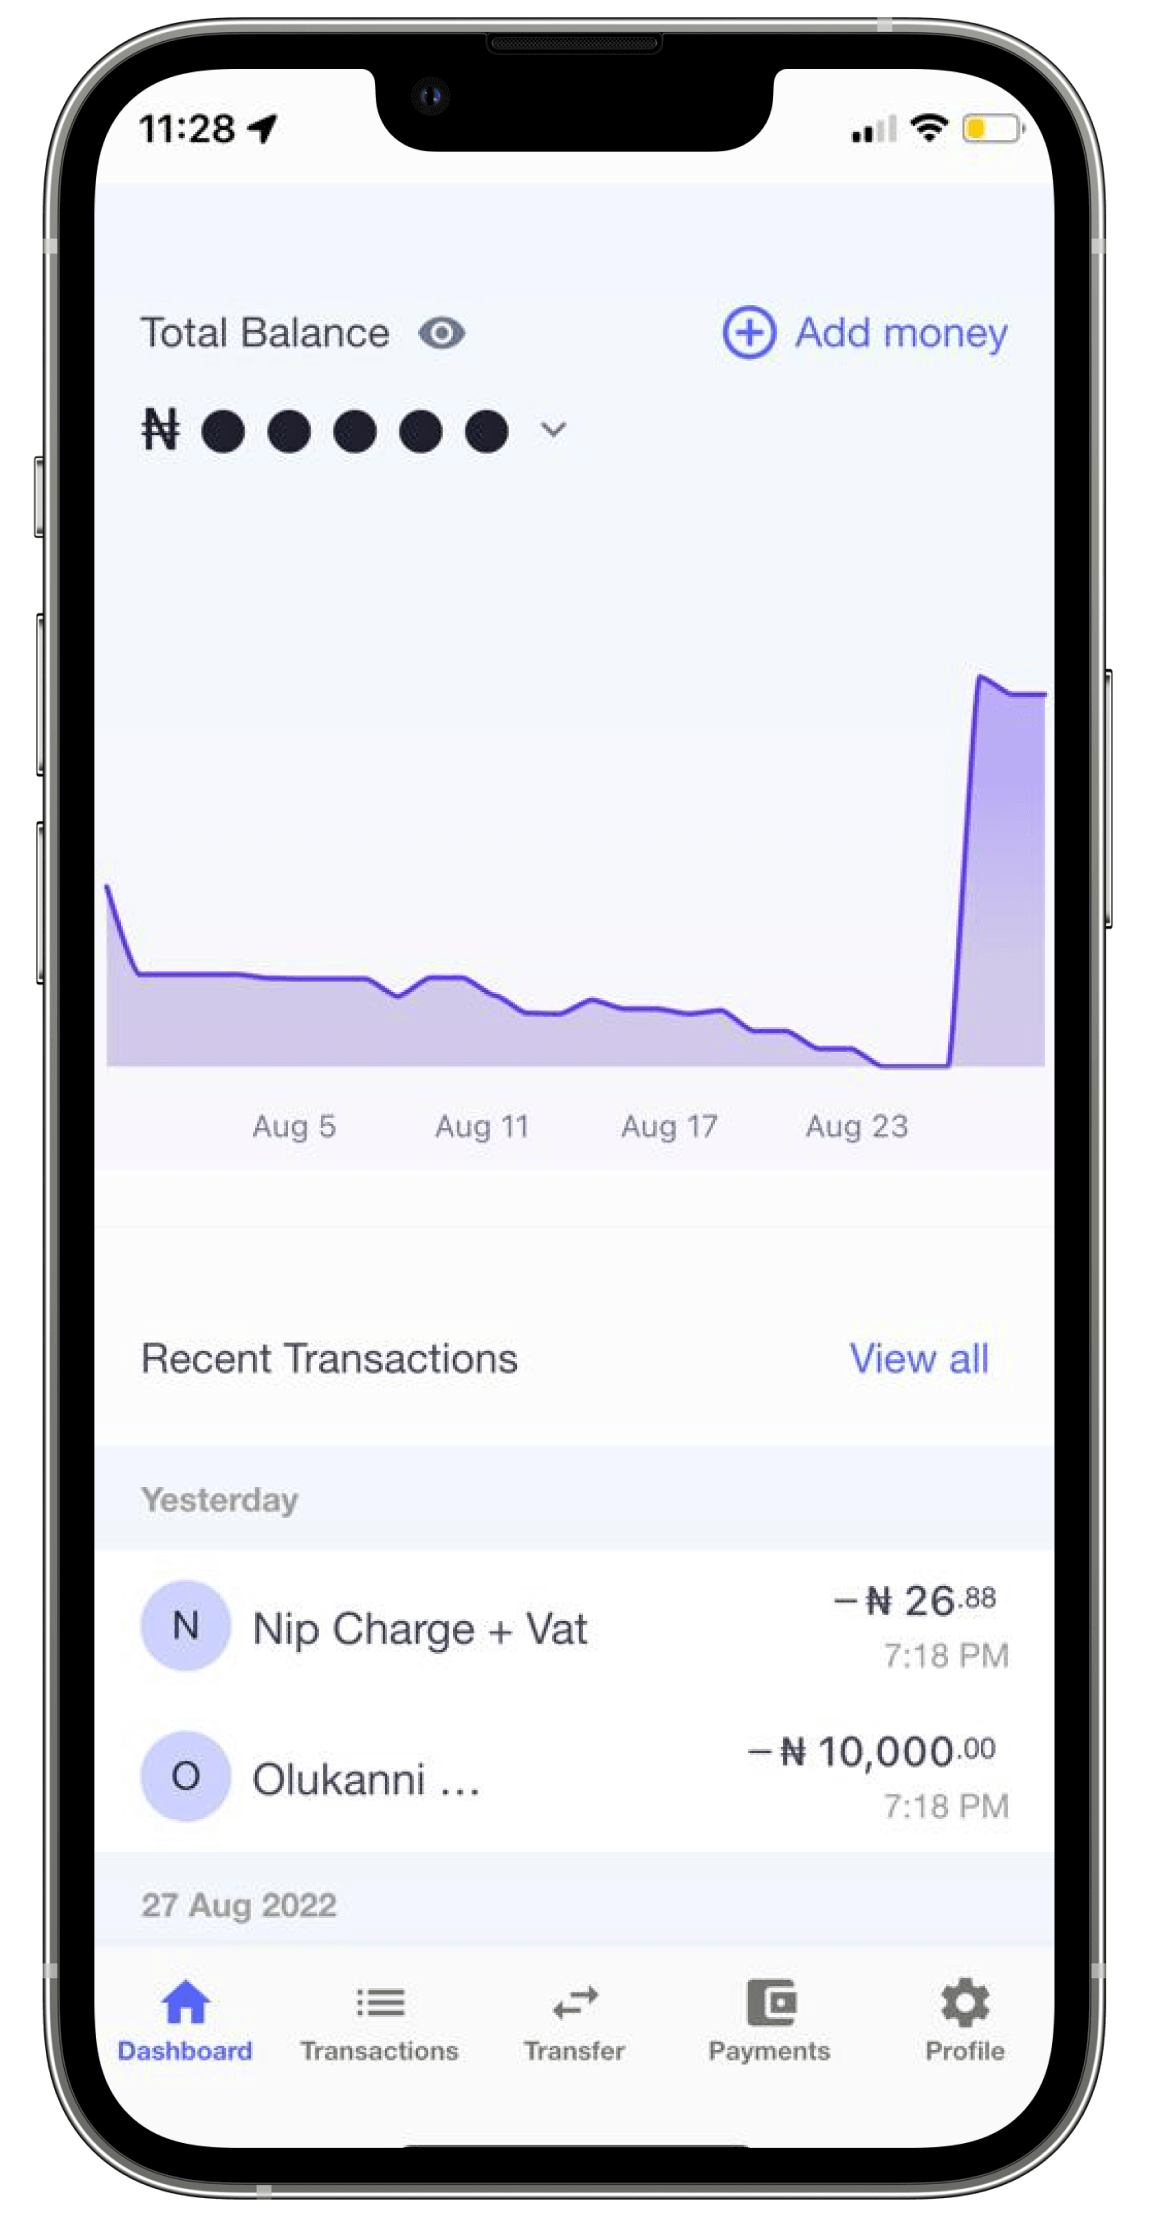 11:28
Total Balance
Add money
₦ ●●●●●
Aug 5 Aug 11 Aug 17 Aug 23
Recent Transactions
View all
Yesterday
N
Nip Charge + Vat
–₦ 26.88
7:18 PM
O
Olukanni ...
–₦ 10,000.00
7:18 PM
27 Aug 2022
Dashboard Transactions Transfer Payments Profile